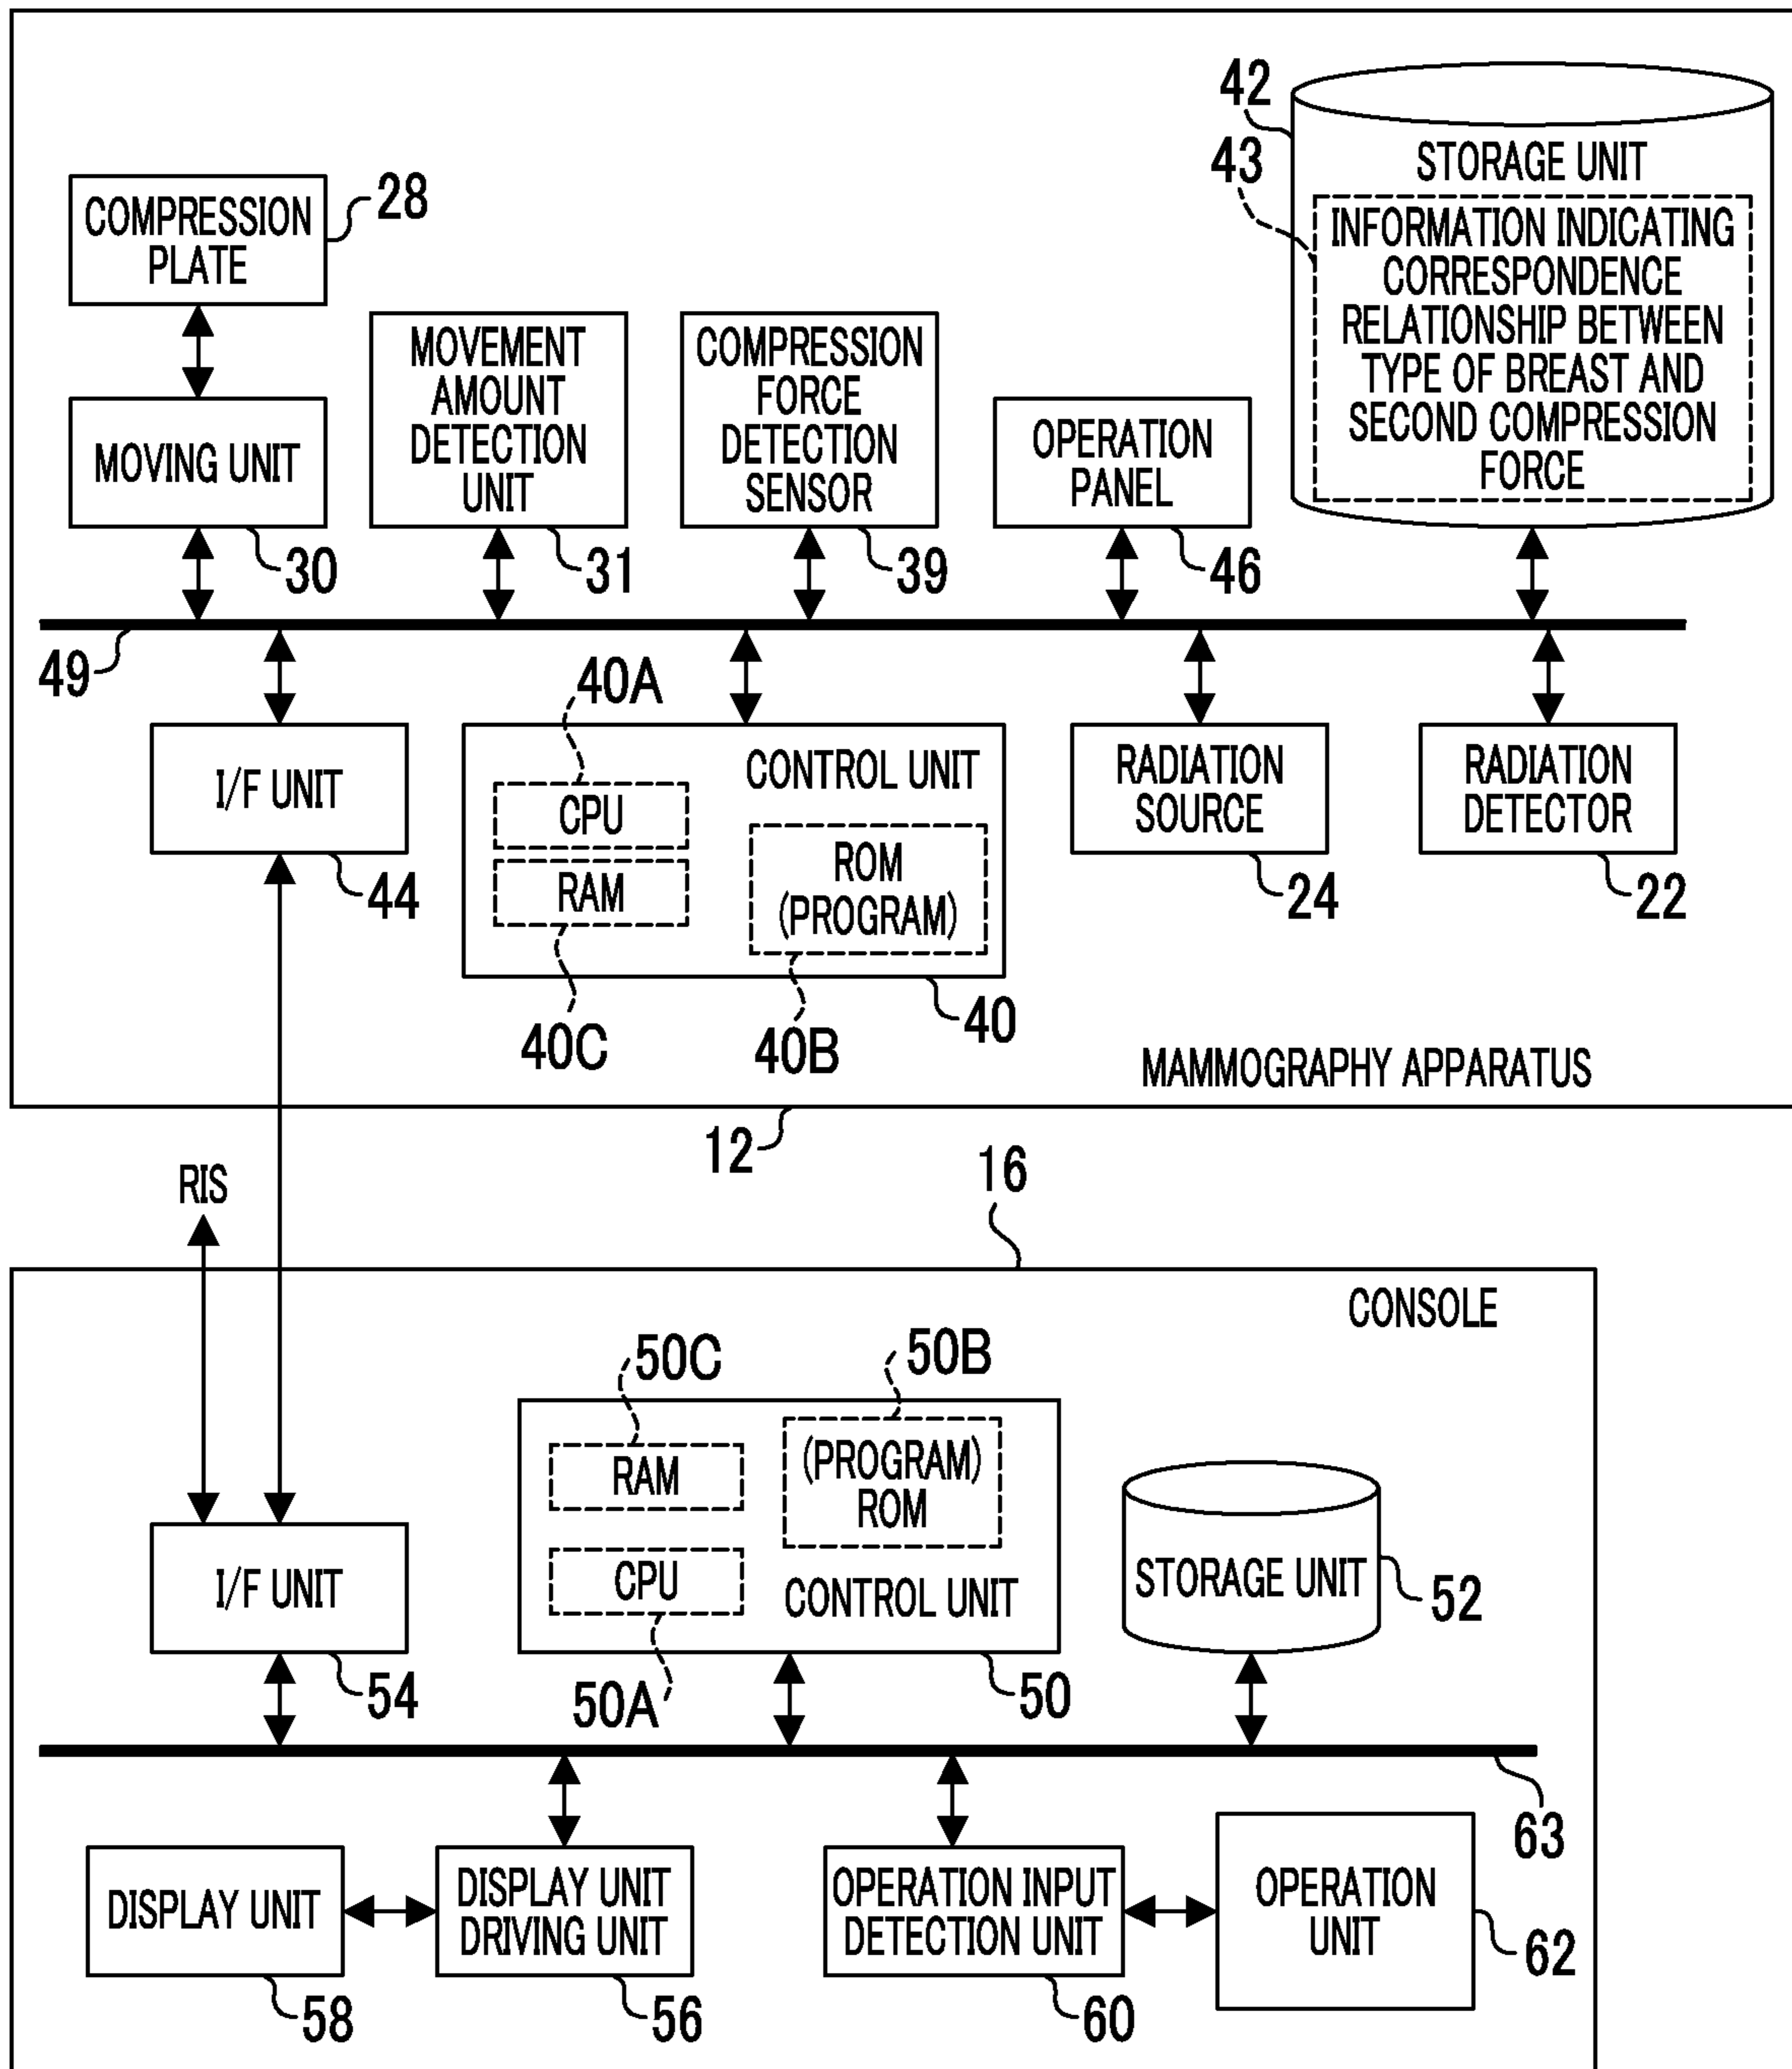 42
43
STORAGE UNIT
INFORMATION INDICATING
CORRESPONDENCE
RELATIONSHIP BETWEEN
TYPE OF BREAST AND
SECOND COMPRESSION
FORCE
COMPRESSION
PLATE
28
MOVING UNIT
30
MOVEMENT
AMOUNT
DETECTION
UNIT
31
COMPRESSION
FORCE
DETECTION
SENSOR
39
OPERATION
PANEL
46
49
I/F UNIT
44
40A
CONTROL UNIT
CPU
RAM
ROM
(PROGRAM)
40C
40B
40
RADIATION
SOURCE
24
RADIATION
DETECTOR
22
MAMMOGRAPHY APPARATUS
12
RIS
16
CONSOLE
50C
50B
RAM
(PROGRAM)
ROM
CPU
CONTROL UNIT
50A
50
I/F UNIT
54
STORAGE UNIT
52
63
DISPLAY UNIT
58
DISPLAY UNIT
DRIVING UNIT
56
OPERATION INPUT
DETECTION UNIT
60
OPERATION
UNIT
62